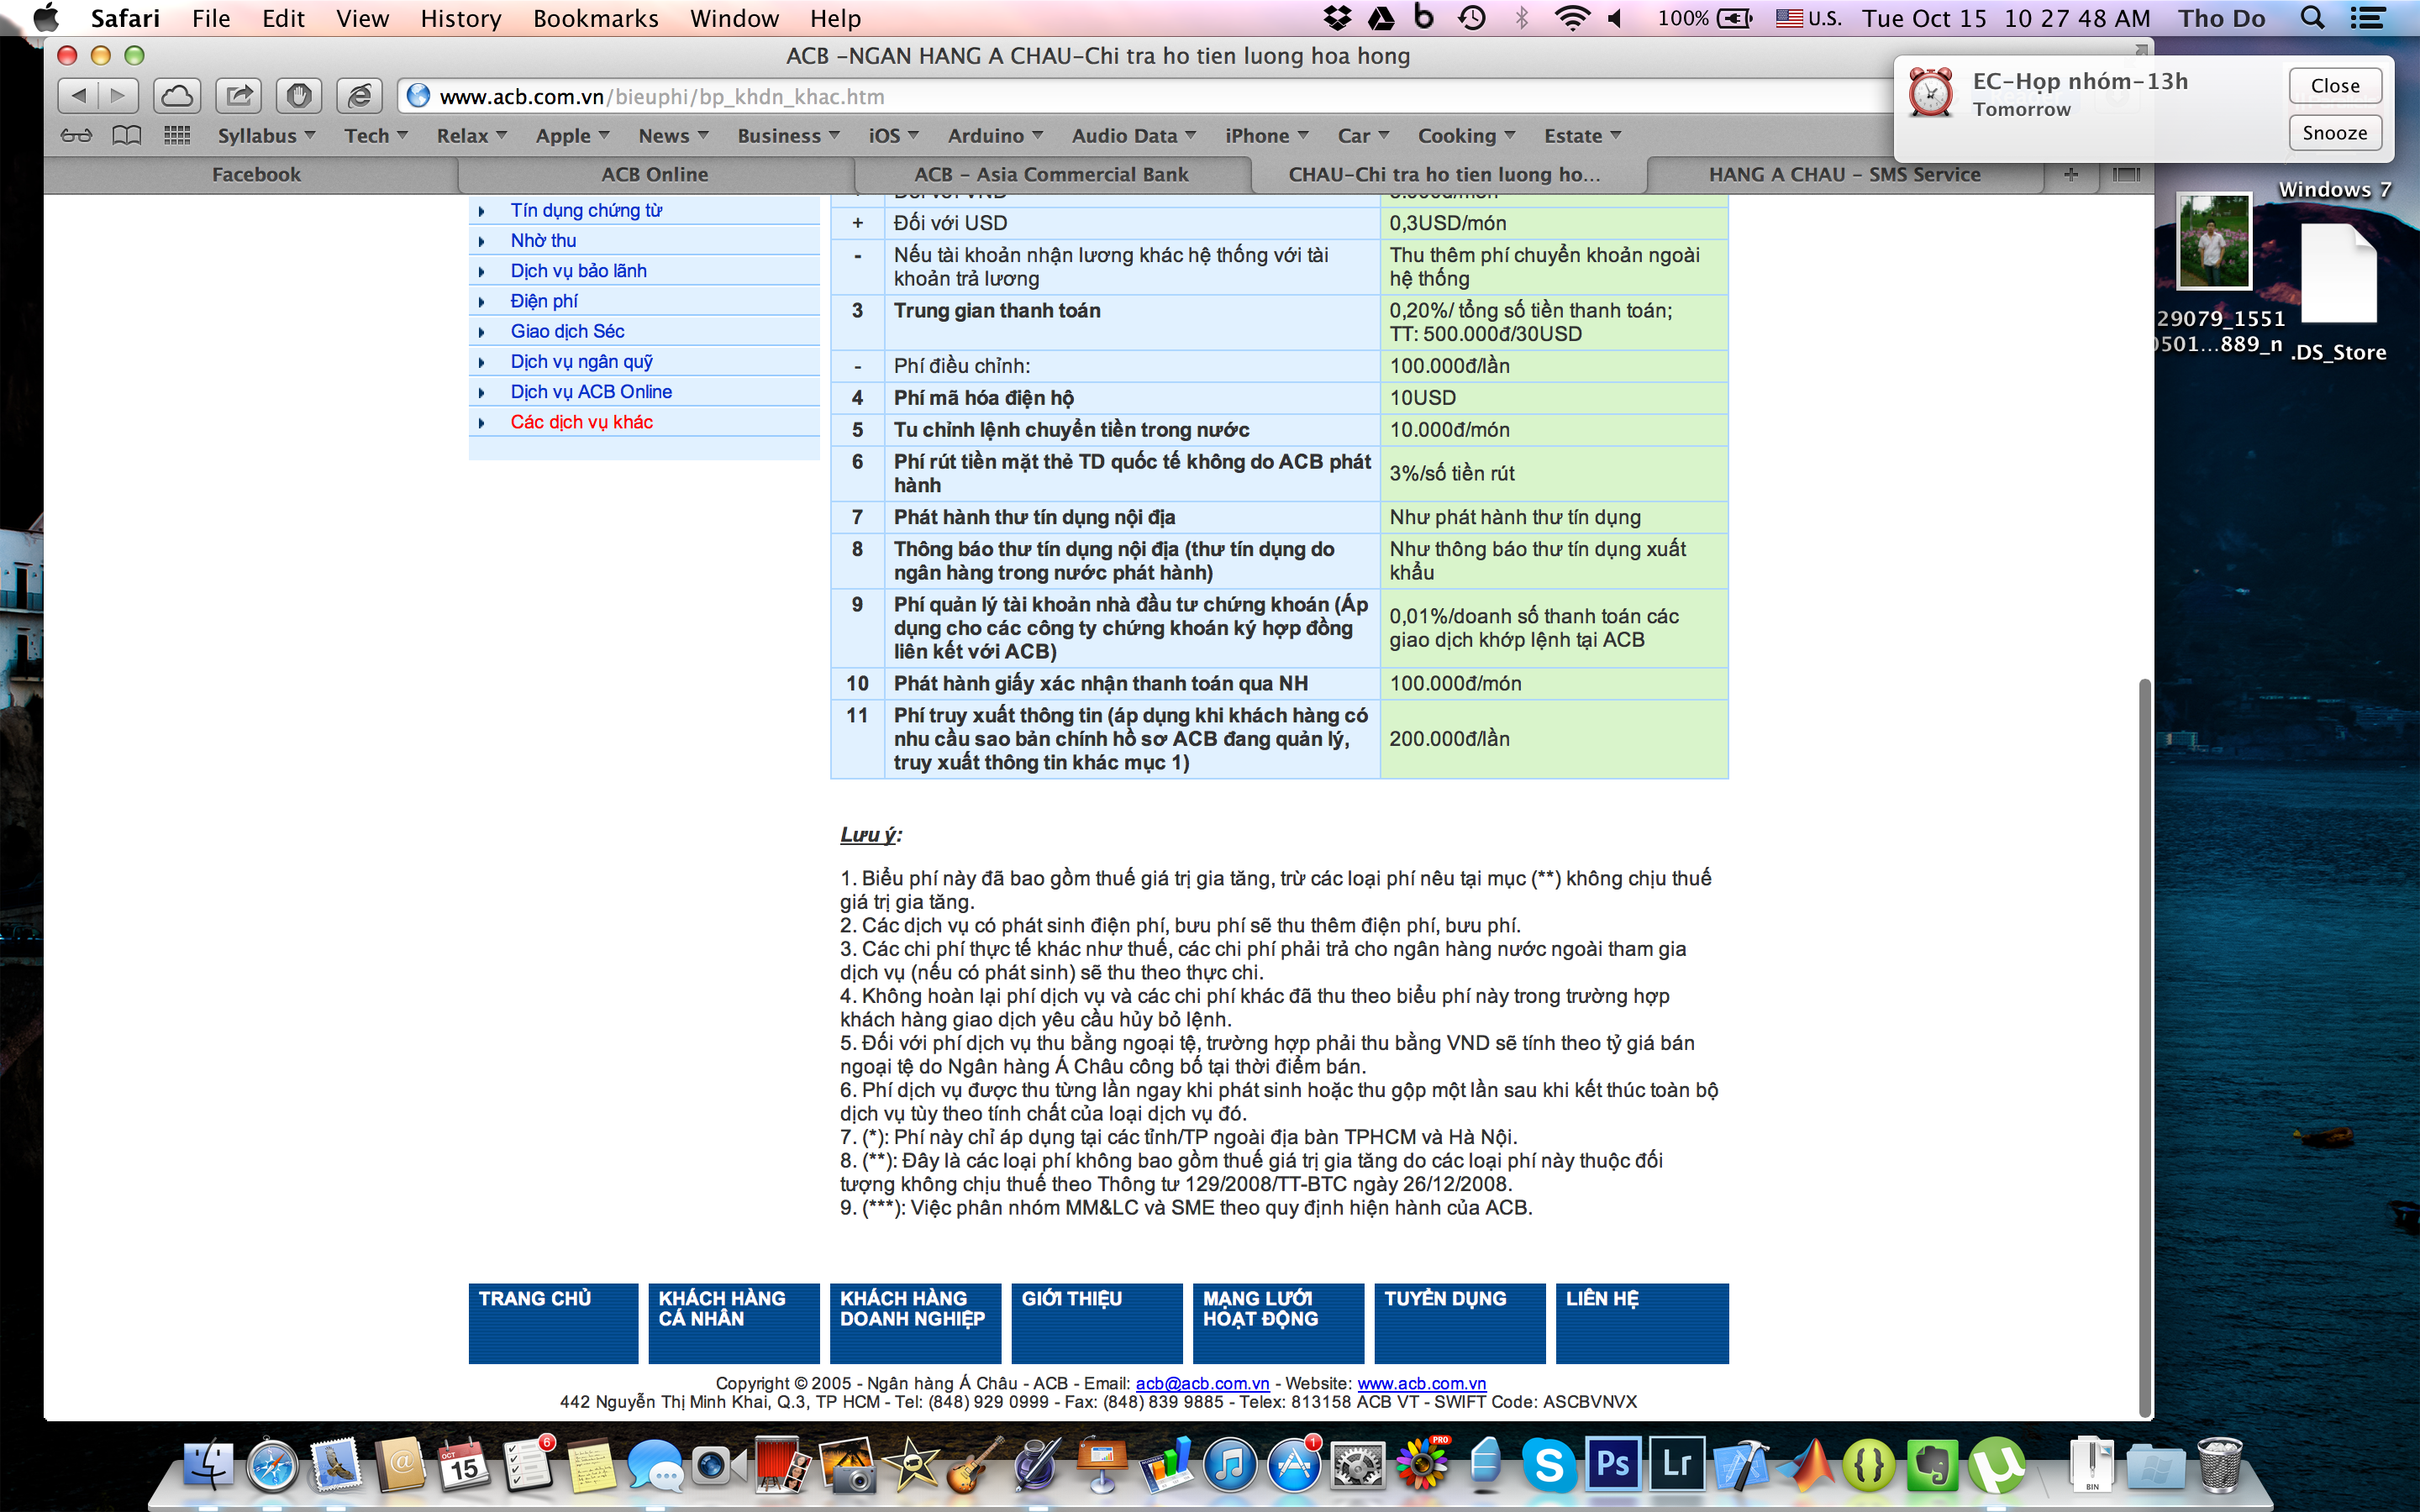 Safari File Edit View History Bookmarks Window Help 100% U.S. Tue Oct 15 10 27 48 AM Tho Do
ACB -NGAN HANG A CHAU-Chi tra ho tien luong hoa hong
www.acb.com.vn/bieuphi/bp_khdn_khac.htm
EC-Họp nhóm-13h
Tomorrow
Close
Snooze
Syllabus Tech Relax Apple News Business iOS Arduino Audio Data iPhone Car Cooking Estate
Facebook ACB Online ACB - Asia Commercial Bank CHAU-Chi tra ho tien luong ho... HANG A CHAU - SMS Service +
Windows 7
29079_1551
0501...889_n
.DS_Store
Tín dụng chứng từ
Nhờ thu
Dịch vụ bảo lãnh
Điện phí
Giao dịch Séc
Dịch vụ ngân quỹ
Dịch vụ ACB Online
Các dịch vụ khác
+ Đối với USD 0,3USD/món
- Nếu tài khoản nhận lương khác hệ thống với tài Thu thêm phí chuyển khoản ngoài
khoản trả lương hệ thống
3 Trung gian thanh toán 0,20%/ tổng số tiền thanh toán;
TT: 500.000đ/30USD
- Phí điều chỉnh: 100.000đ/lần
4 Phí mã hóa điện hộ 10USD
5 Tu chỉnh lệnh chuyển tiền trong nước 10.000đ/món
6 Phí rút tiền mặt thẻ TD quốc tế không do ACB phát
hành 3%/số tiền rút
7 Phát hành thư tín dụng nội địa Như phát hành thư tín dụng
8 Thông báo thư tín dụng nội địa (thư tín dụng do Như thông báo thư tín dụng xuất
ngân hàng trong nước phát hành) khẩu
9 Phí quản lý tài khoản nhà đầu tư chứng khoán (Áp
dụng cho các công ty chứng khoán ký hợp đồng 0,01%/doanh số thanh toán các
liên kết với ACB) giao dịch khớp lệnh tại ACB
10 Phát hành giấy xác nhận thanh toán qua NH 100.000đ/món
11 Phí truy xuất thông tin (áp dụng khi khách hàng có
nhu cầu sao bản chính hồ sơ ACB đang quản lý, 200.000đ/lần
truy xuất thông tin khác mục 1)
Lưu ý:
1. Biểu phí này đã bao gồm thuế giá trị gia tăng, trừ các loại phí nêu tại mục (**) không chịu thuế
giá trị gia tăng.
2. Các dịch vụ có phát sinh điện phí, bưu phí sẽ thu thêm điện phí, bưu phí.
3. Các chi phí thực tế khác như thuế, các chi phí phải trả cho ngân hàng nước ngoài tham gia
dịch vụ (nếu có phát sinh) sẽ thu theo thực chi.
4. Không hoàn lại phí dịch vụ và các chi phí khác đã thu theo biểu phí này trong trường hợp
khách hàng giao dịch yêu cầu hủy bỏ lệnh.
5. Đối với phí dịch vụ thu bằng ngoại tệ, trường hợp phải thu bằng VND sẽ tính theo tỷ giá bán
ngoại tệ do Ngân hàng Á Châu công bố tại thời điểm bán.
6. Phí dịch vụ được thu từng lần ngay khi phát sinh hoặc thu gộp một lần sau khi kết thúc toàn bộ
dịch vụ tùy theo tính chất của loại dịch vụ đó.
7. (*): Phí này chỉ áp dụng tại các tỉnh/TP ngoài địa bàn TPHCM và Hà Nội.
8. (**): Đây là các loại phí không bao gồm thuế giá trị gia tăng do các loại phí này thuộc đối
tượng không chịu thuế theo Thông tư 129/2008/TT-BTC ngày 26/12/2008.
9. (***): Việc phân nhóm MM&LC và SME theo quy định hiện hành của ACB.
TRANG CHỦ KHÁCH HÀNG KHÁCH HÀNG GIỚI THIỆU MẠNG LƯỚI TUYỂN DỤNG LIÊN HỆ
CÁ NHÂN DOANH NGHIỆP HOẠT ĐỘNG
Copyright © 2005 - Ngân hàng Á Châu - ACB - Email: acb@acb.com.vn - Website: www.acb.com.vn
442 Nguyễn Thị Minh Khai, Q.3, TP HCM - Tel: (848) 929 0999 - Fax: (848) 839 9885 - Telex: 813158 ACB VT - SWIFT Code: ASCBVNVX
OCT 15 6 1 PRO S Ps Lr BIN